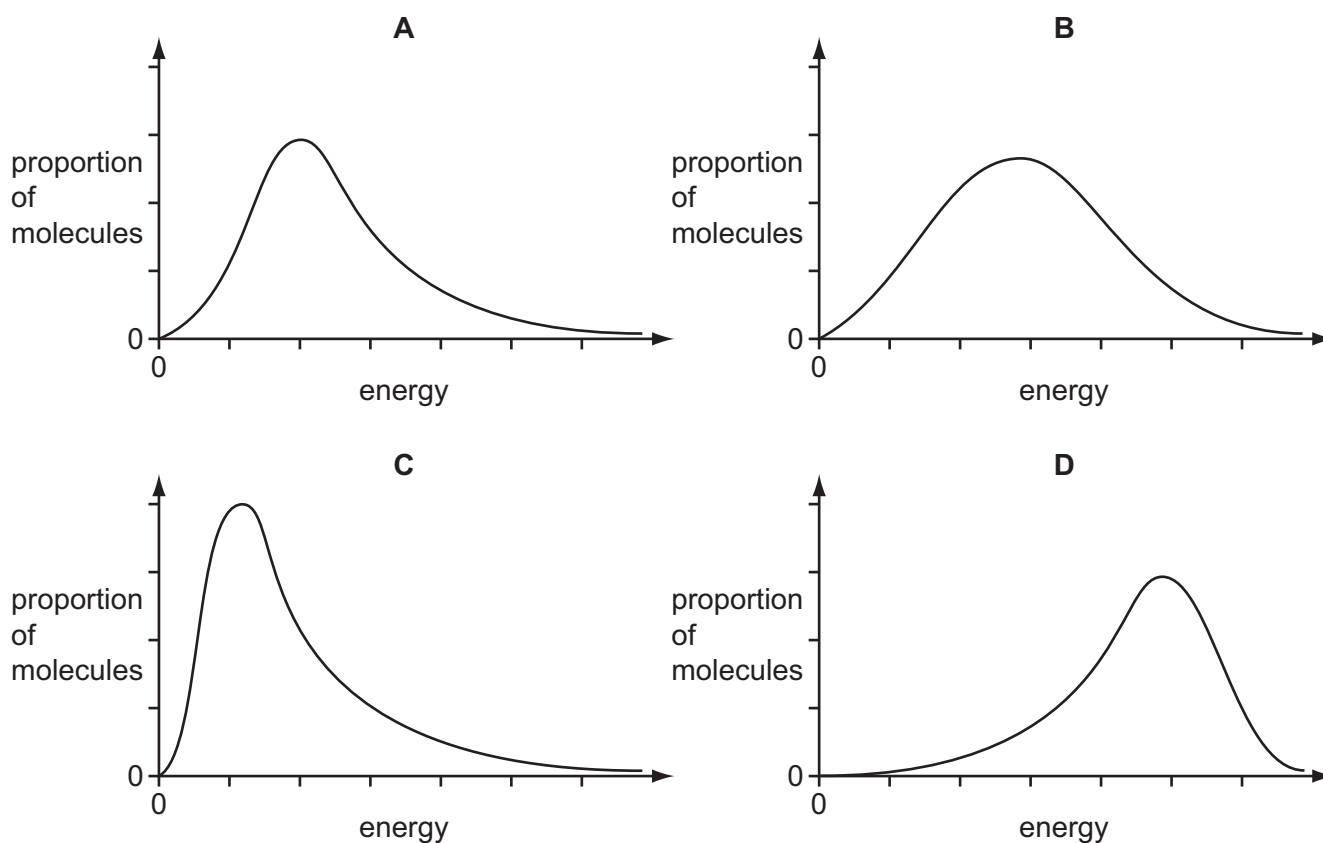 A
proportion
of
molecules
0
0
energy
B
proportion
of
molecules
0
0
energy
C
proportion
of
molecules
0
0
energy
D
proportion
of
molecules
0
0
energy